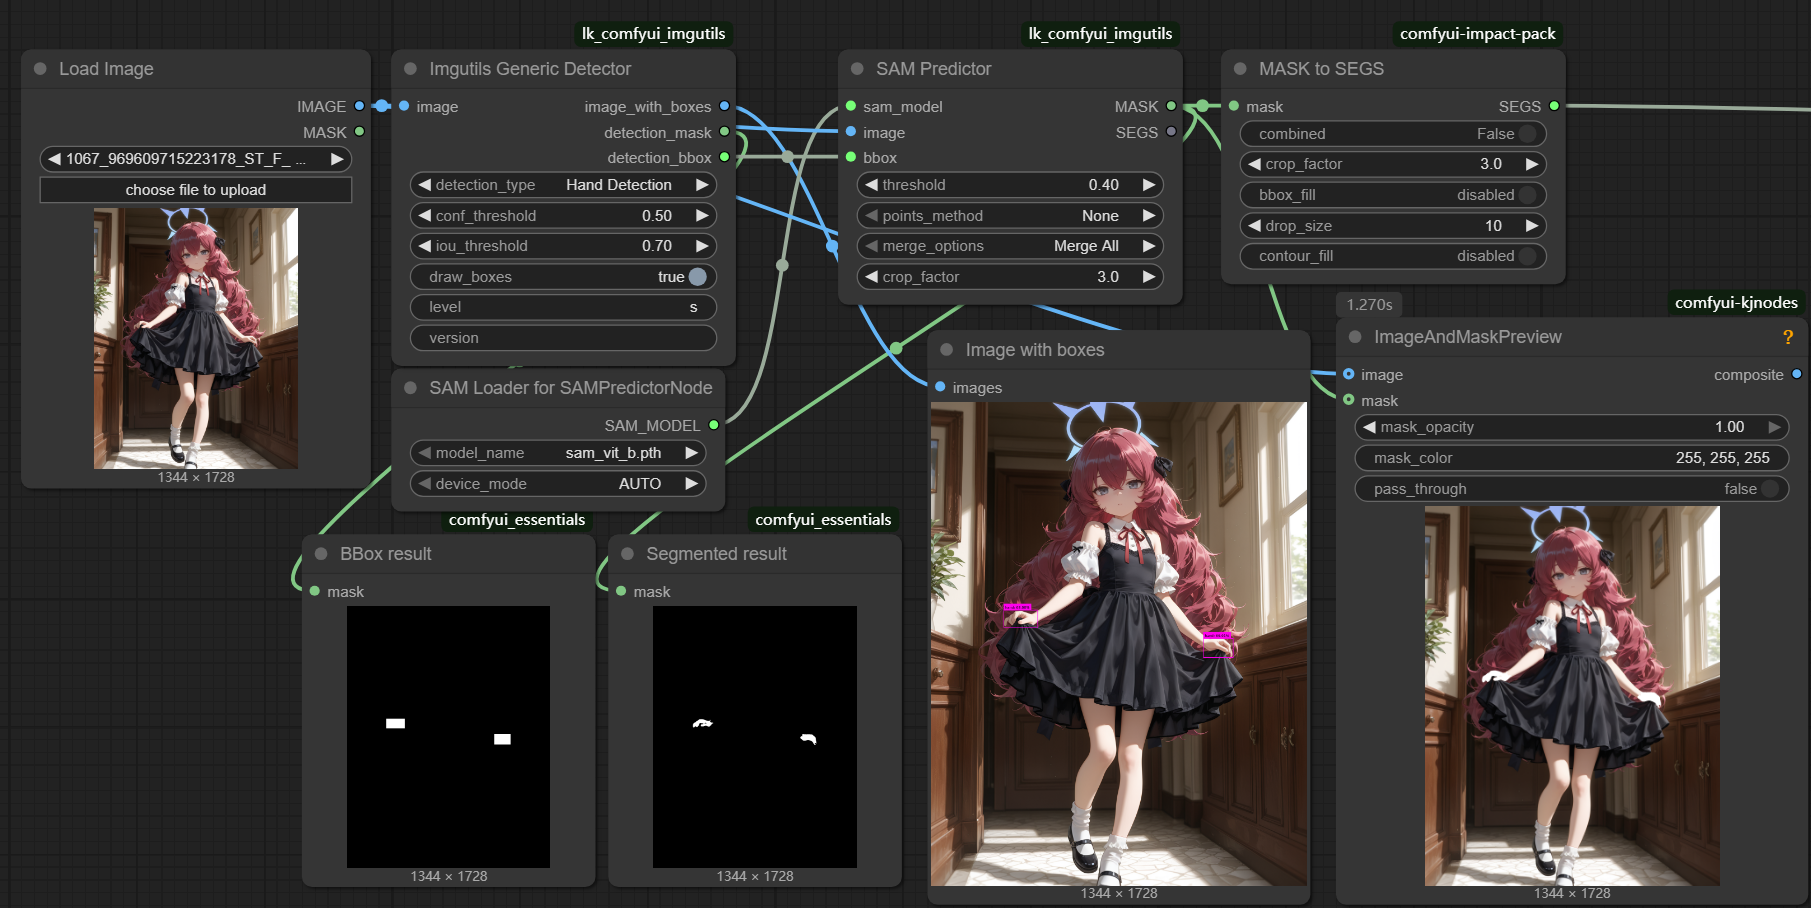 lk_comfyui_imgutils
lk_comfyui_imgutils
comfyui-impact-pack
Load Image
IMAGE
MASK
1067_969609715223178_ST_F_ ...
choose file to upload
1344 × 1728
Imgutils Generic Detector
image
image_with_boxes
detection_mask
detection_bbox
detection_type Hand Detection
conf_threshold 0.50
iou_threshold 0.70
draw_boxes true
level s
version
SAM Loader for SAMPredictorNode
SAM_MODEL
model_name sam_vit_b.pth
device_mode AUTO
SAM Predictor
sam_model MASK
image SEGS
bbox
threshold 0.40
points_method None
merge_options Merge All
crop_factor 3.0
MASK to SEGS
mask SEGS
combined False
crop_factor 3.0
bbox_fill disabled
drop_size 10
contour_fill disabled
comfyui_essentials
BBox result
mask
1344 × 1728
comfyui_essentials
Segmented result
mask
1344 × 1728
Image with boxes
images
1344 × 1728
1.270s
comfyui-kjnodes
ImageAndMaskPreview ?
image composite
mask
mask_opacity 1.00
mask_color 255, 255, 255
pass_through false
1344 × 1728